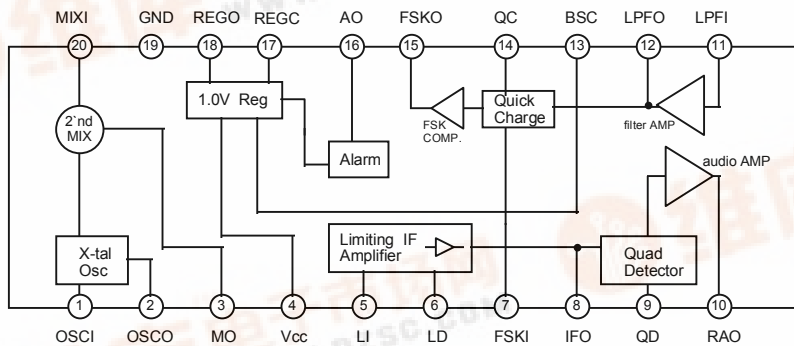 MIXI GND REGO REGC AO FSKO QC BSC LPFO LPFI
20 19 18 17 16 15 14 13 12 11
1.0V Reg
Quick
Charge
FSK
COMP.
filter AMP
2`nd
MIX
Alarm
audio AMP
Limiting IF
Amplifier
X-tal
Osc
Quad
Detector
1 2 3 4 5 6 7 8 9 10
OSCI OSCO MO Vcc LI LD FSKI IFO QD RAO